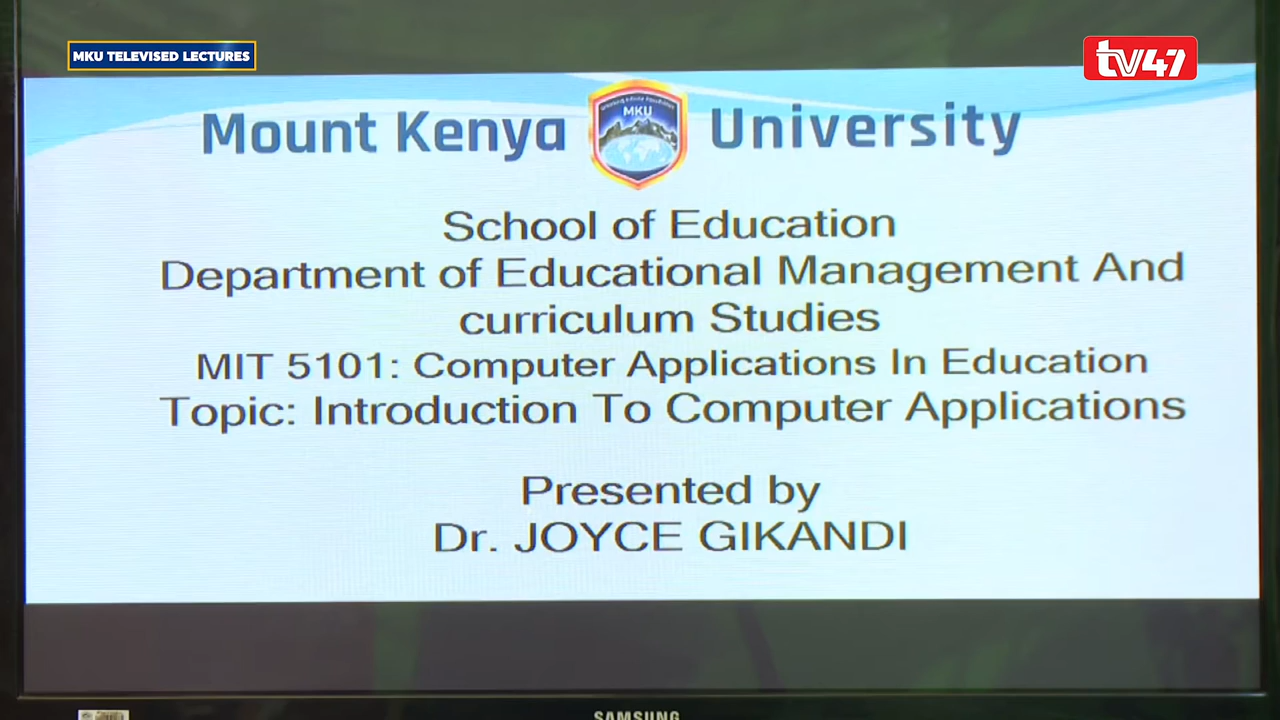 MKU TELEVISED LECTURES
tv47
Mount Kenya University
MKU
School of Education
Department of Educational Management And
curriculum Studies
MIT 5101: Computer Applications In Education
Topic: Introduction To Computer Applications
Presented by
Dr. JOYCE GIKANDI
SAMSUNG